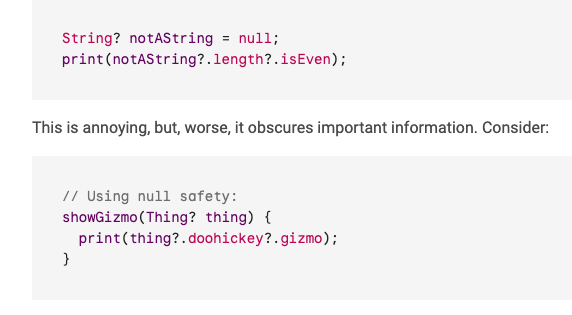 String? notAString = null;
print(notAString?.length?.isEven);
This is annoying, but, worse, it obscures important information. Consider:
// Using null safety:
showGizmo(Thing? thing) {
  print(thing?.doohickey?.gizmo);
}